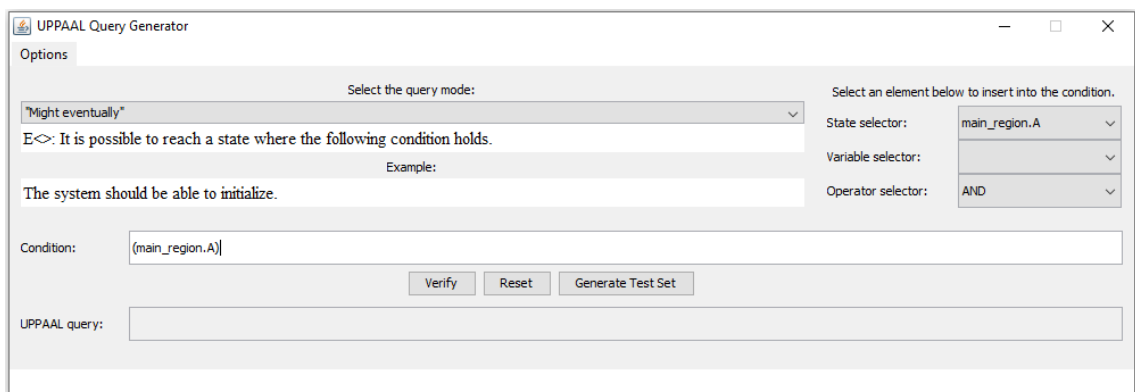 UPPAAL Query Generator
Options
Select the query mode:
"Might eventually"
E<>: It is possible to reach a state where the following condition holds.
Example:
The system should be able to initialize.
Select an element below to insert into the condition.
State selector: main_region.A
Variable selector:
Operator selector: AND
Condition: (main_region.A)
Verify Reset Generate Test Set
UPPAAL query: